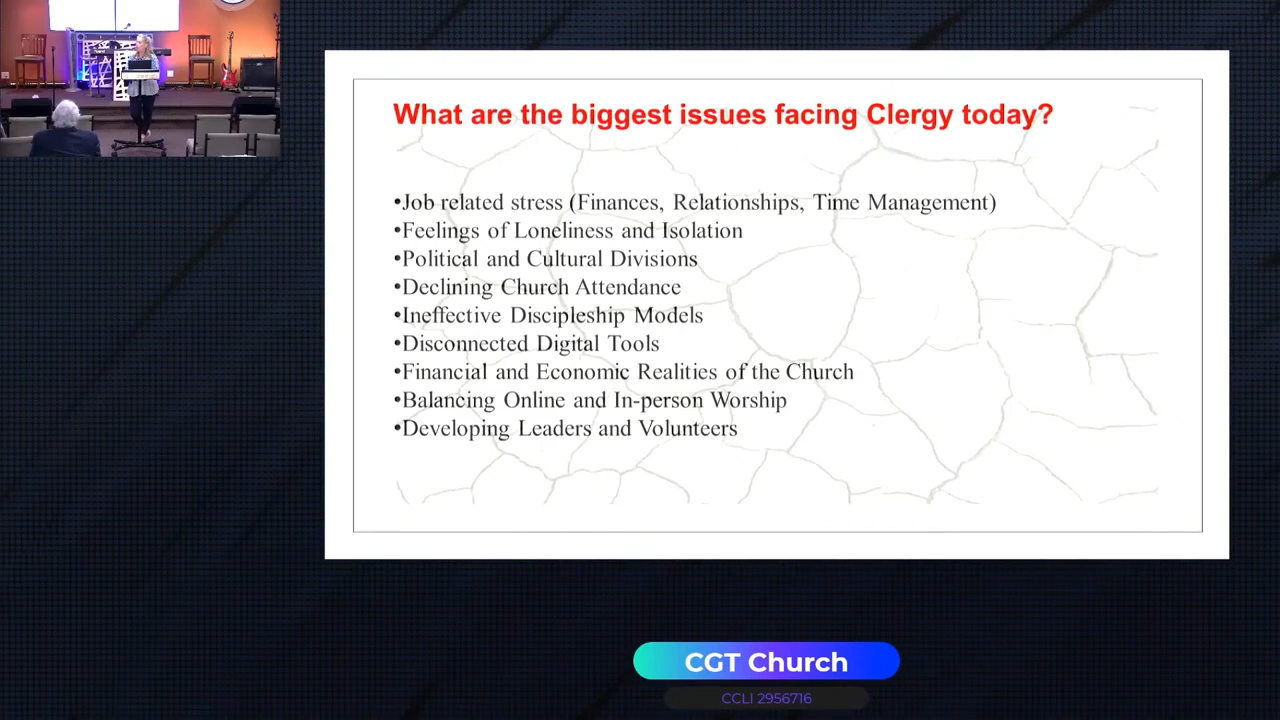 What are the biggest issues facing Clergy today?
•Job related stress (Finances, Relationships, Time Management)
•Feelings of Loneliness and Isolation
•Political and Cultural Divisions
•Declining Church Attendance
•Ineffective Discipleship Models
•Disconnected Digital Tools
•Financial and Economic Realities of the Church
•Balancing Online and In-person Worship
•Developing Leaders and Volunteers
CGT Church
CCLI 2956716